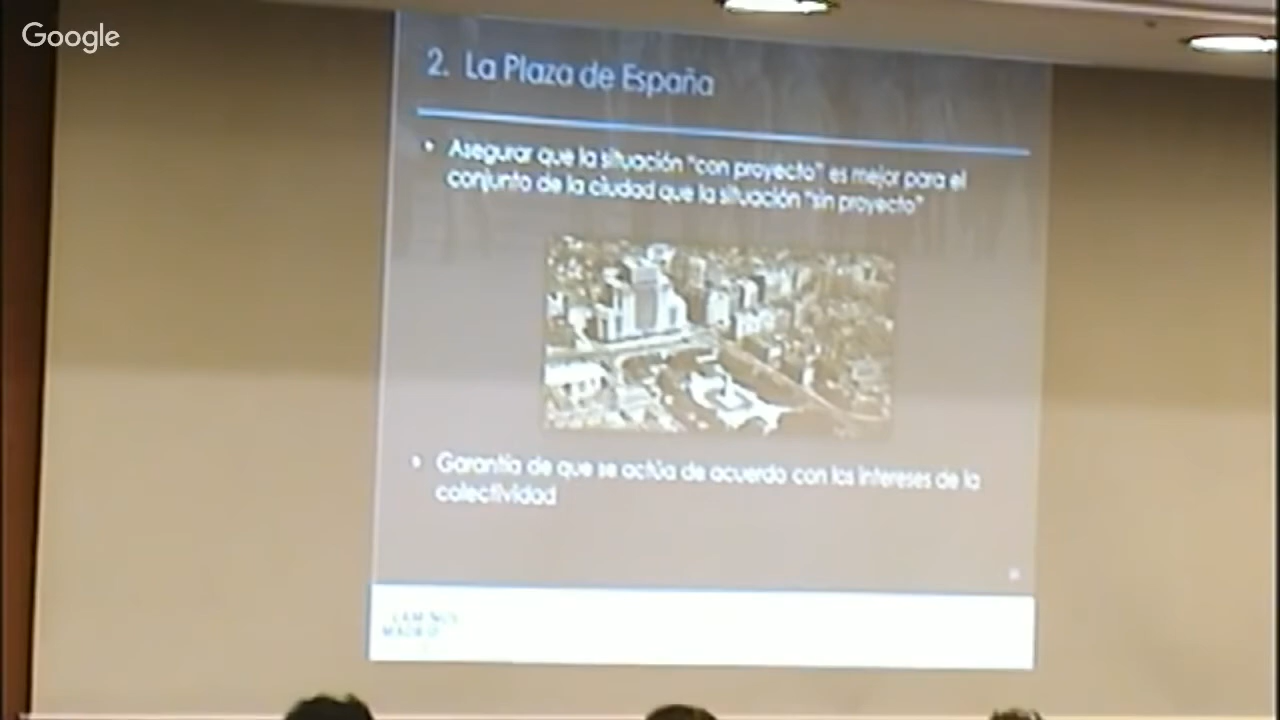 Google
2. La Plaza de España
• Asegurar que la situación "con proyecto" es mejor para el
conjunto de la ciudad que la situación "sin proyecto"
• Garantía de que se actúa de acuerdo con los intereses de la
colectividad
CAMINOS
MADRID